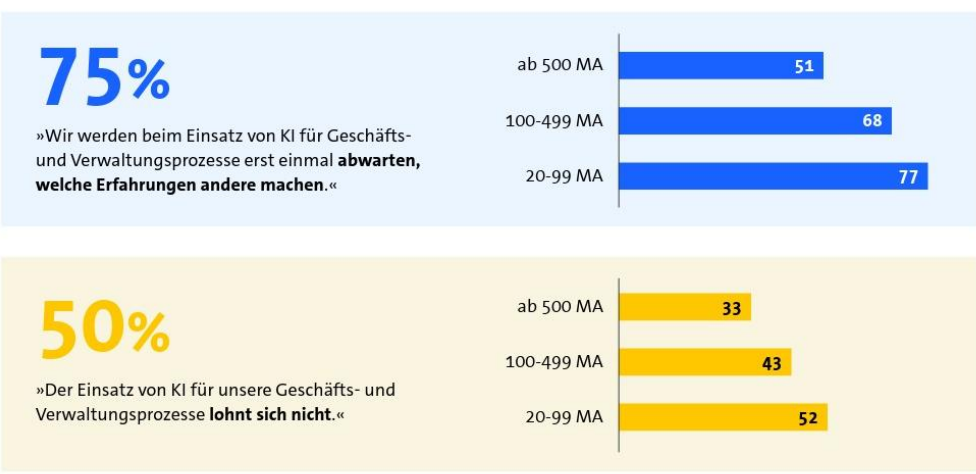 75%
»Wir werden beim Einsatz von KI für Geschäfts-
und Verwaltungsprozesse erst einmal abwarten,
welche Erfahrungen andere machen.«
ab 500 MA 51
100-499 MA 68
20-99 MA 77
50%
»Der Einsatz von KI für unsere Geschäfts- und
Verwaltungsprozesse lohnt sich nicht.«
ab 500 MA 33
100-499 MA 43
20-99 MA 52